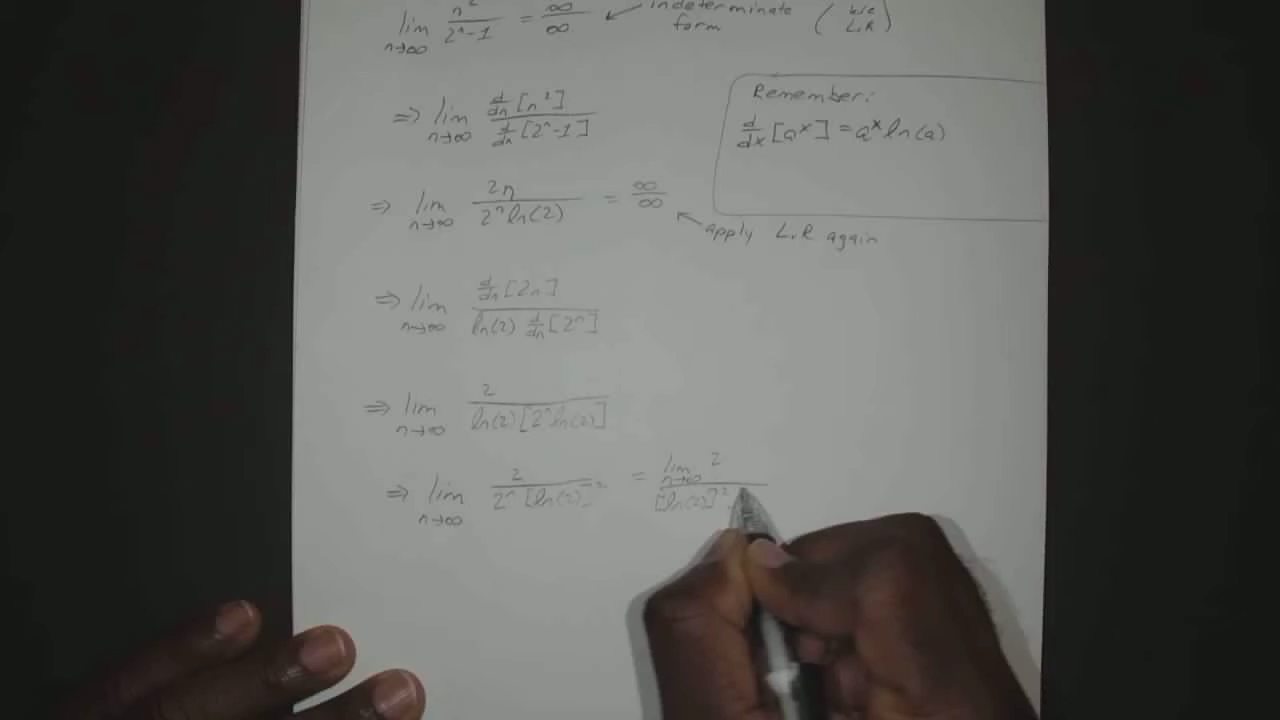 lim n→∞ n²/2ⁿ-1 = ∞/∞ ← indeterminate form (use L.R)
⇒ lim n→∞ d/dn[n²] / d/dn[2ⁿ-1]
Remember:
d/dx[aˣ] = aˣ ln(a)
⇒ lim n→∞ 2n / 2ⁿ ln(2) = ∞/∞
apply L.R again
⇒ lim n→∞ d/dn[2n] / ln(2) d/dn[2ⁿ]
⇒ lim n→∞ 2 / ln(2)[2ⁿ ln(2)]
⇒ lim n→∞ 2 / 2ⁿ[ln(2)]² = lim n→∞ 2 / [ln(2)]²